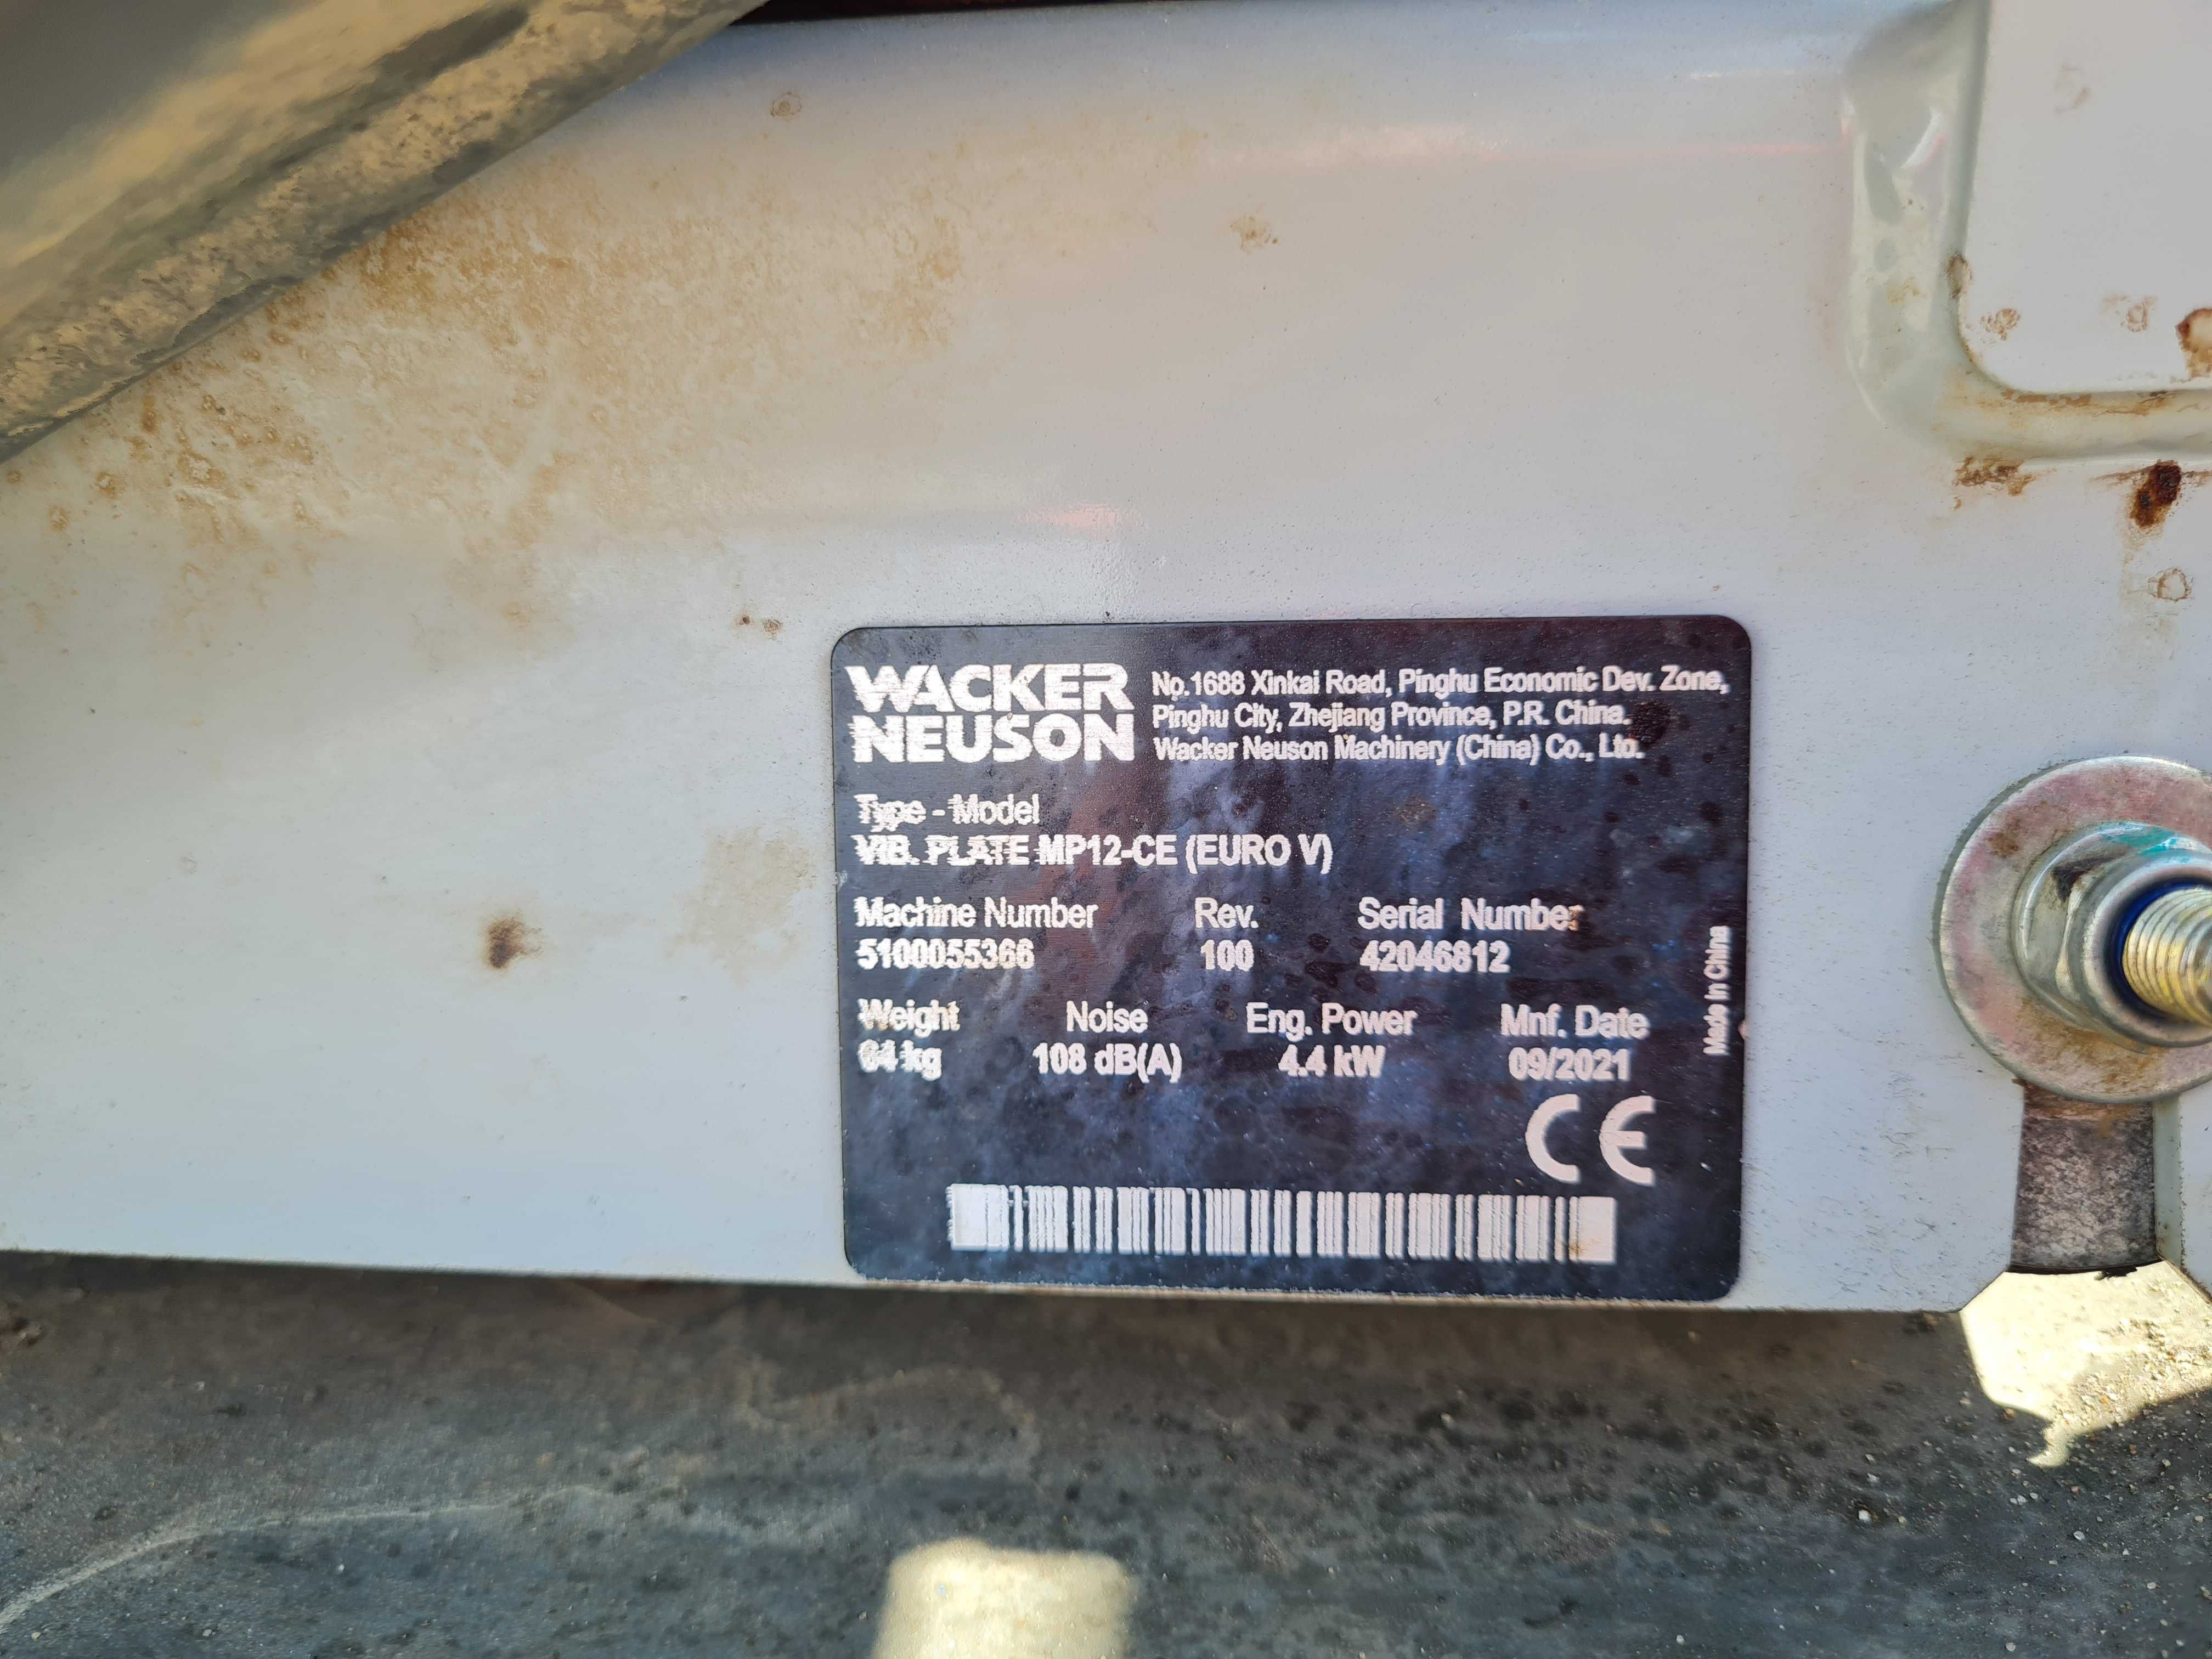 WACKER
NEUSON
No.1688 Xinkai Road, Pinghu Economic Dev. Zone,
Pinghu City, Zhejiang Province, P.R. China.
Wacker Neuson Machinery (China) Co., Ltd.
Type - Model
VIB. PLATE MP12-CE (EURO V)
Machine Number Rev. Serial Number
5100055366 100 42046812
Weight Noise Eng. Power Mnf. Date
64 kg 108 dB(A) 4.4 kW 09/2021
Made in China
CE